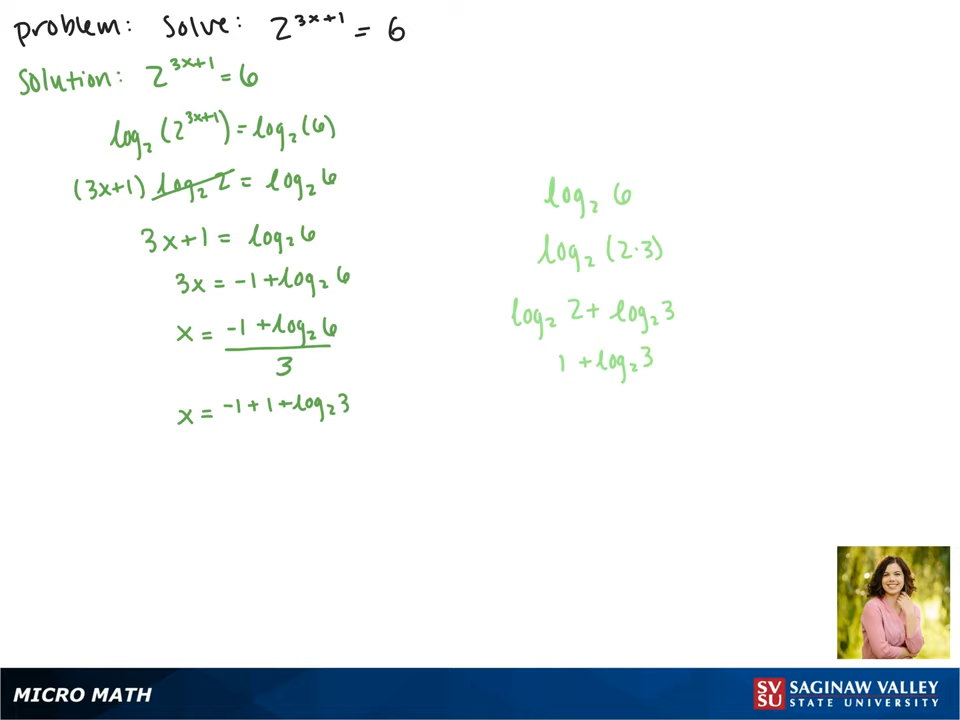 problem: Solve: 2^{3x+1} = 6
Solution: 2^{3x+1} = 6
log₂ (2^{3x+1}) = log₂ (6)
(3x+1) log₂ 2 = log₂ 6
3x+1 = log₂ 6
3x = -1 + log₂ 6
x = \frac{-1 + log₂ 6}{3}
x = -1 + 1 + log₂ 3
log₂ 6
log₂ (2·3)
log₂ 2 + log₂ 3
1 + log₂ 3
MICRO MATH
SV
SU
SAGINAW VALLEY
STATE UNIVERSITY